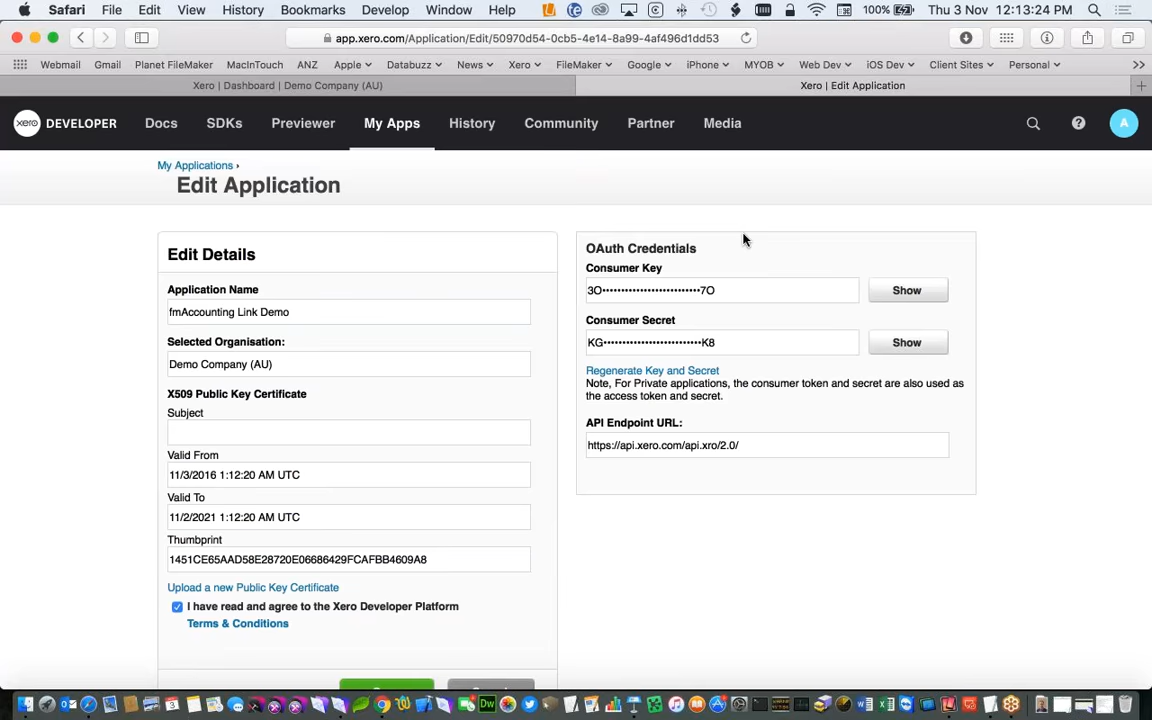 Safari File Edit View History Bookmarks Develop Window Help 100% Thu 3 Nov 12:13:24 PM
app.xero.com/Application/Edit/50970d54-0cb5-4e14-8a99-4af496d1dd53
Webmail Gmail Planet FileMaker MacInTouch ANZ Apple Databuzz News Xero FileMaker Google iPhone MYOB Web Dev iOS Dev Client Sites Personal >>
Xero | Dashboard | Demo Company (AU) Xero | Edit Application +
xero DEVELOPER Docs SDKs Previewer My Apps History Community Partner Media ? A
My Applications ›
Edit Application
Edit Details
Application Name
fmAccounting Link Demo
Selected Organisation:
Demo Company (AU)
X509 Public Key Certificate
Subject
Valid From
11/3/2016 1:12:20 AM UTC
Valid To
11/2/2021 1:12:20 AM UTC
Thumbprint
1451CE65AAD58E28720E06686429FCAFBB4609A8
Upload a new Public Key Certificate
I have read and agree to the Xero Developer Platform
Terms & Conditions
OAuth Credentials
Consumer Key
3O••••••••••••••••••••••••••7O Show
Consumer Secret
KG••••••••••••••••••••••••••K8 Show
Regenerate Key and Secret
Note, For Private applications, the consumer token and secret are also used as
the access token and secret.
API Endpoint URL:
https://api.xero.com/api.xro/2.0/